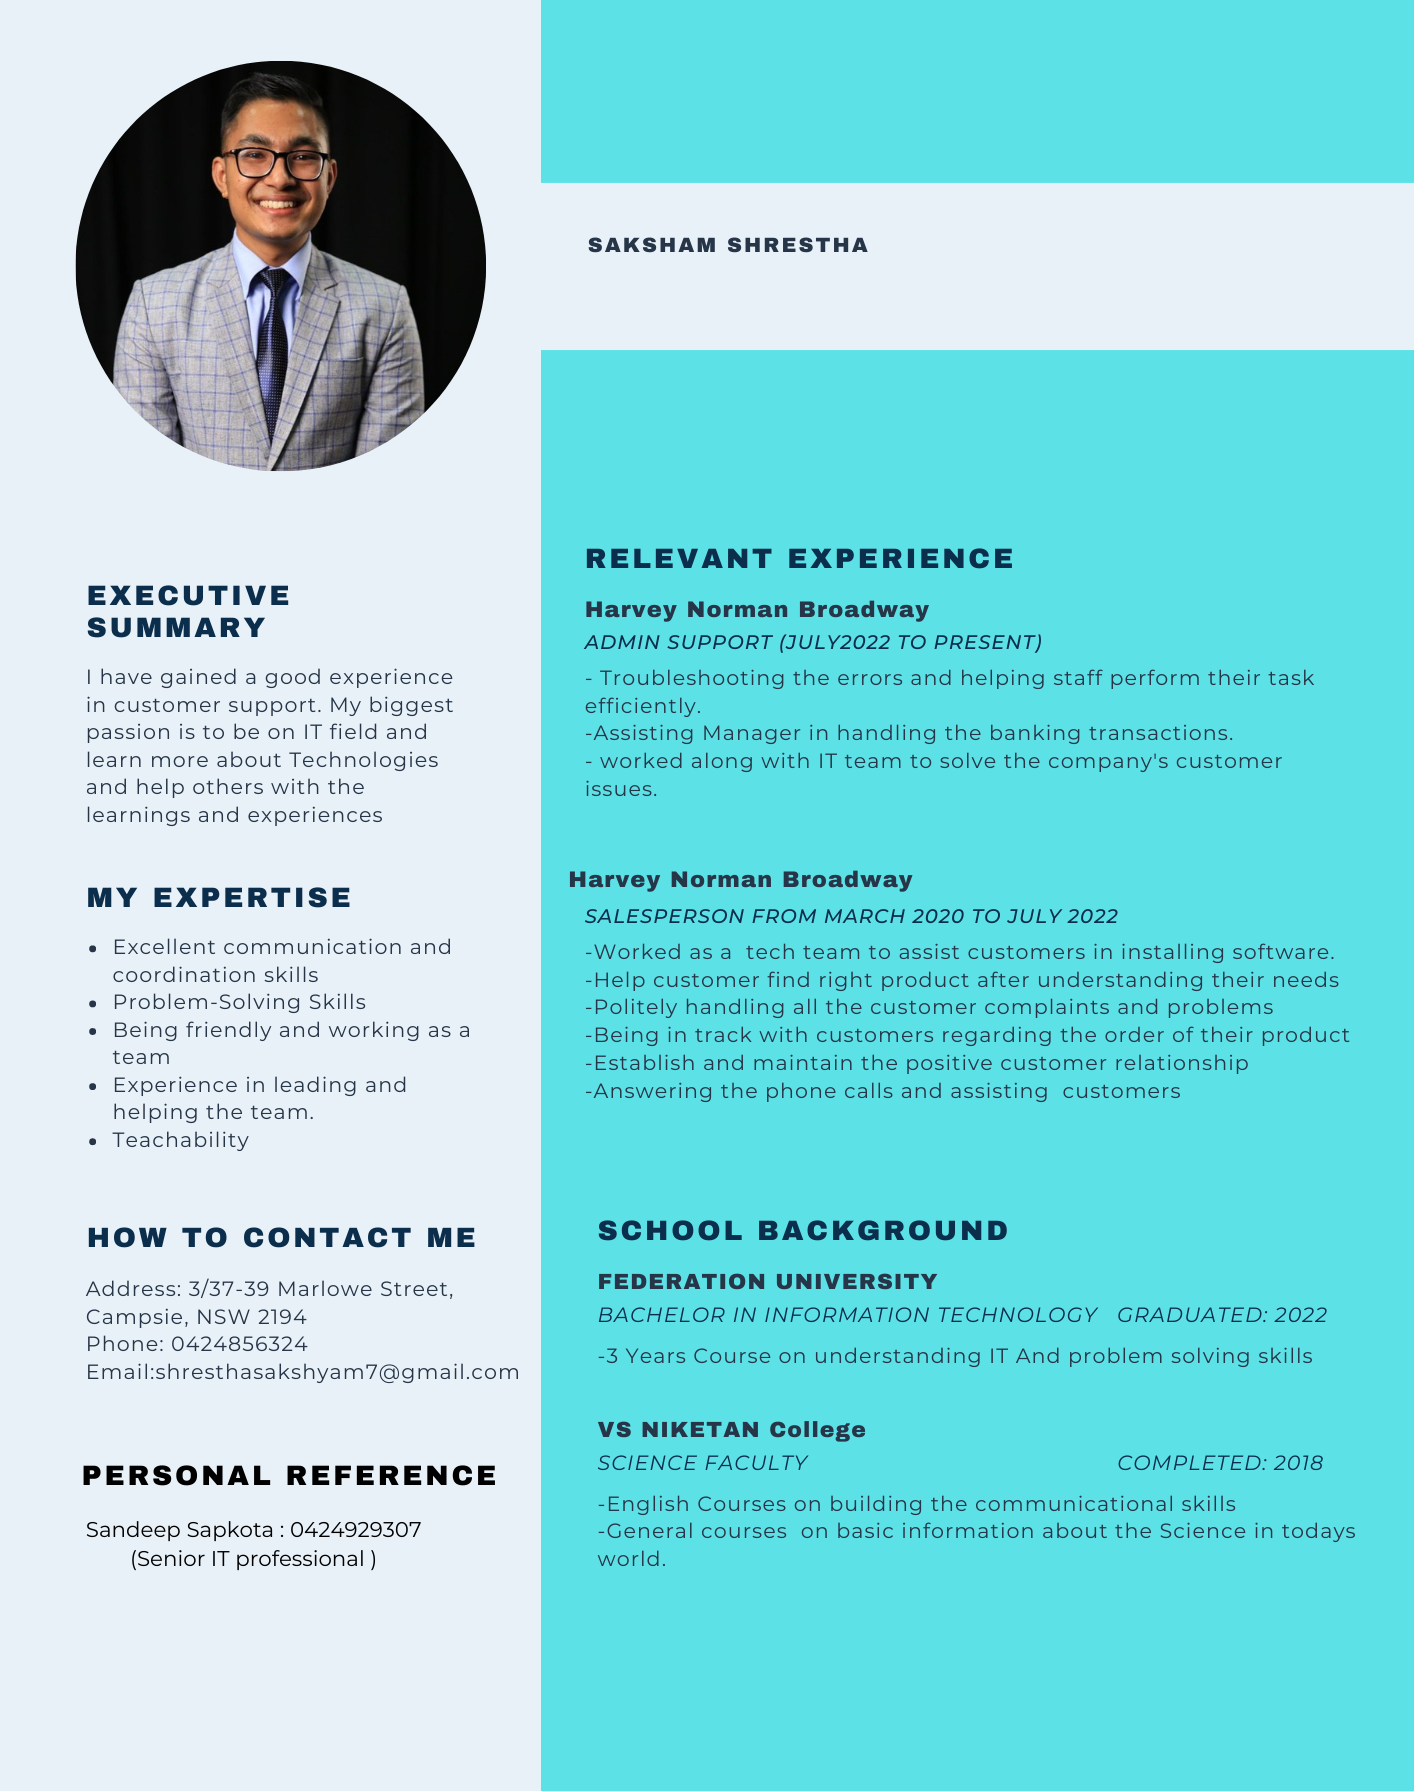 SAKSHAM SHRESTHA
EXECUTIVE
SUMMARY
I have gained a good experience
in customer support. My biggest
passion is to be on IT field and
learn more about Technologies
and help others with the
learnings and experiences
MY EXPERTISE
• Excellent communication and
coordination skills
• Problem-Solving Skills
• Being friendly and working as a
team
• Experience in leading and
helping the team.
• Teachability
HOW TO CONTACT ME
Address: 3/37-39 Marlowe Street,
Campsie, NSW 2194
Phone: 0424856324
Email:shresthasakshyam7@gmail.com
PERSONAL REFERENCE
Sandeep Sapkota : 0424929307
(Senior IT professional )
RELEVANT EXPERIENCE
Harvey Norman Broadway
ADMIN SUPPORT (JULY2022 TO PRESENT)
- Troubleshooting the errors and helping staff perform their task
efficiently.
-Assisting Manager in handling the banking transactions.
- worked along with IT team to solve the company's customer
issues.
Harvey Norman Broadway
SALESPERSON FROM MARCH 2020 TO JULY 2022
-Worked as a  tech team to assist customers in installing software.
-Help customer find right product after understanding their needs
-Politely handling all the customer complaints and problems
-Being in track with customers regarding the order of their product
-Establish and maintain the positive customer relationship
-Answering the phone calls and assisting  customers
SCHOOL BACKGROUND
FEDERATION UNIVERSITY
BACHELOR IN INFORMATION TECHNOLOGY   GRADUATED: 2022
-3 Years Course on understanding IT And problem solving skills
VS NIKETAN College
SCIENCE FACULTY   COMPLETED: 2018
-English Courses on building the communicational skills
-General courses  on basic information about the Science in todays
world.